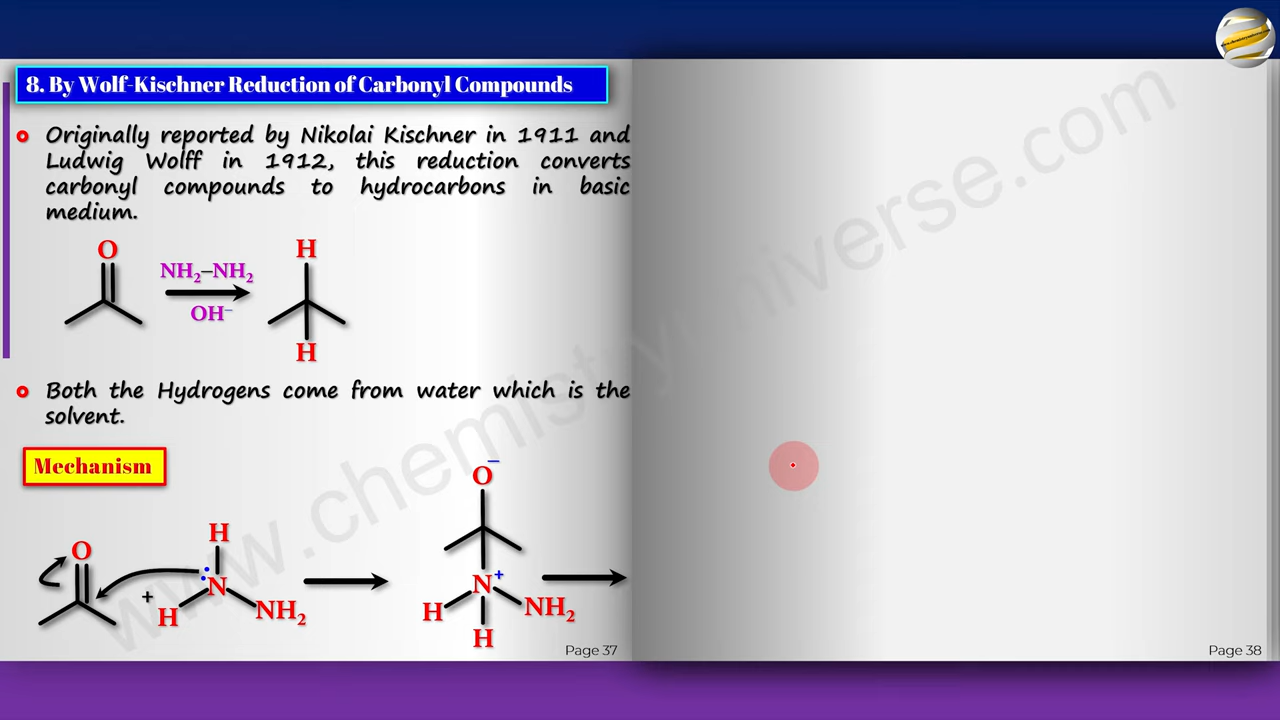 8. By Wolf-Kischner Reduction of Carbonyl Compounds
Originally reported by Nikolai Kischner in 1911 and
Ludwig Wolff in 1912, this reduction converts
carbonyl compounds to hydrocarbons in basic
medium.
O
NH₂–NH₂
OH⁻
H
H
Both the Hydrogens come from water which is the
solvent.
Mechanism
O
+
H
N
H
NH₂
O⁻
N⁺
H
NH₂
H
Page 37
Page 38
www.chemistryuniverse.com